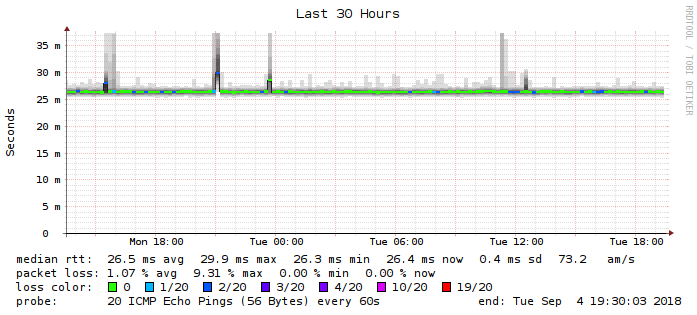 Last 30 Hours
RRDTOOL / TOBI OETIKER
Seconds
35 m
30 m
25 m
20 m
15 m
10 m
5 m
0
Mon 18:00 Tue 00:00 Tue 06:00 Tue 12:00 Tue 18:00
median rtt: 26.5 ms avg 29.9 ms max 26.3 ms min 26.4 ms now 0.4 ms sd 73.2 am/s
packet loss: 1.07 % avg 9.31 % max 0.00 % min 0.00 % now
loss color: 0 1/20 2/20 3/20 4/20 10/20 19/20
probe: 20 ICMP Echo Pings (56 Bytes) every 60s end: Tue Sep 4 19:30:03 2018